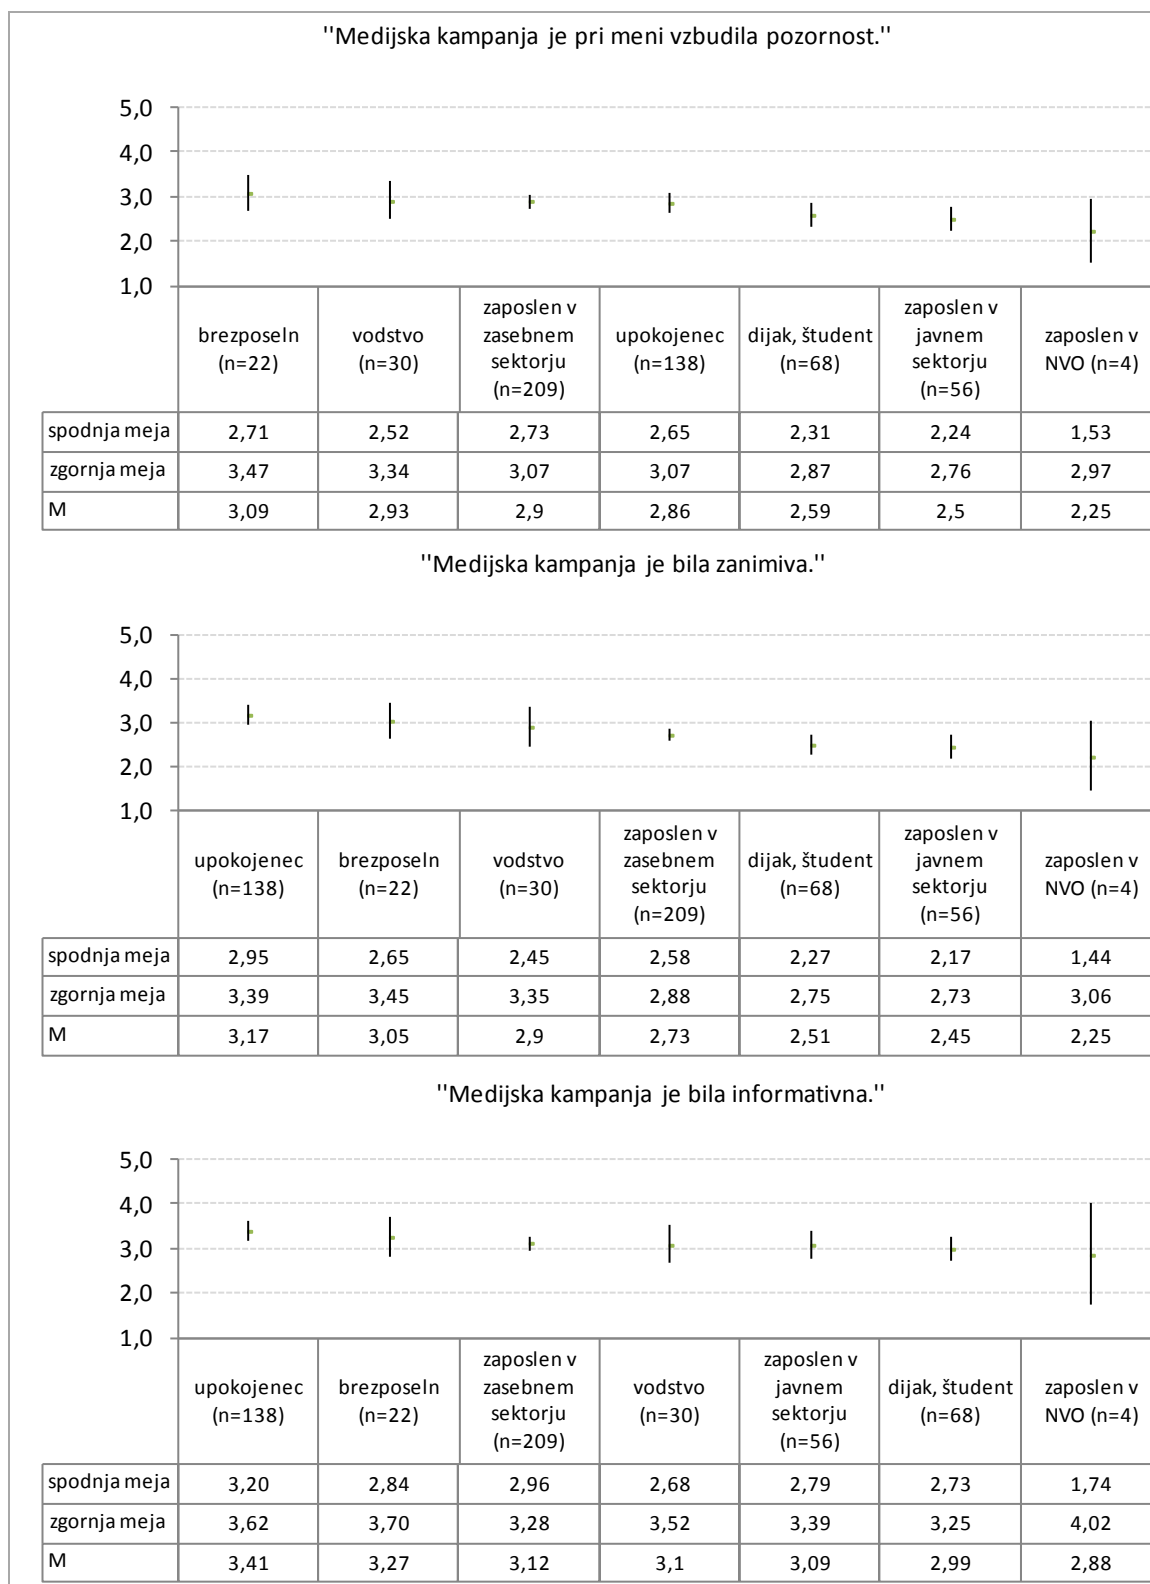 "Medijska kampanja je pri meni vzbudila pozornost."
5,0
4,0
3,0
2,0
1,0
brezposeln (n=22) vodstvo (n=30) zaposlen v zasebnem sektorju (n=209) upokojenec (n=138) dijak, študent (n=68) zaposlen v javnem sektorju (n=56) zaposlen v NVO (n=4)
spodnja meja 2,71 2,52 2,73 2,65 2,31 2,24 1,53
zgornja meja 3,47 3,34 3,07 3,07 2,87 2,76 2,97
M 3,09 2,93 2,9 2,86 2,59 2,5 2,25
"Medijska kampanja je bila zanimiva."
5,0
4,0
3,0
2,0
1,0
upokojenec (n=138) brezposeln (n=22) vodstvo (n=30) zaposlen v zasebnem sektorju (n=209) dijak, študent (n=68) zaposlen v javnem sektorju (n=56) zaposlen v NVO (n=4)
spodnja meja 2,95 2,65 2,45 2,58 2,27 2,17 1,44
zgornja meja 3,39 3,45 3,35 2,88 2,75 2,73 3,06
M 3,17 3,05 2,9 2,73 2,51 2,45 2,25
"Medijska kampanja je bila informativna."
5,0
4,0
3,0
2,0
1,0
upokojenec (n=138) brezposeln (n=22) zaposlen v zasebnem sektorju (n=209) vodstvo (n=30) zaposlen v javnem sektorju (n=56) dijak, študent (n=68) zaposlen v NVO (n=4)
spodnja meja 3,20 2,84 2,96 2,68 2,79 2,73 1,74
zgornja meja 3,62 3,70 3,28 3,52 3,39 3,25 4,02
M 3,41 3,27 3,12 3,1 3,09 2,99 2,88